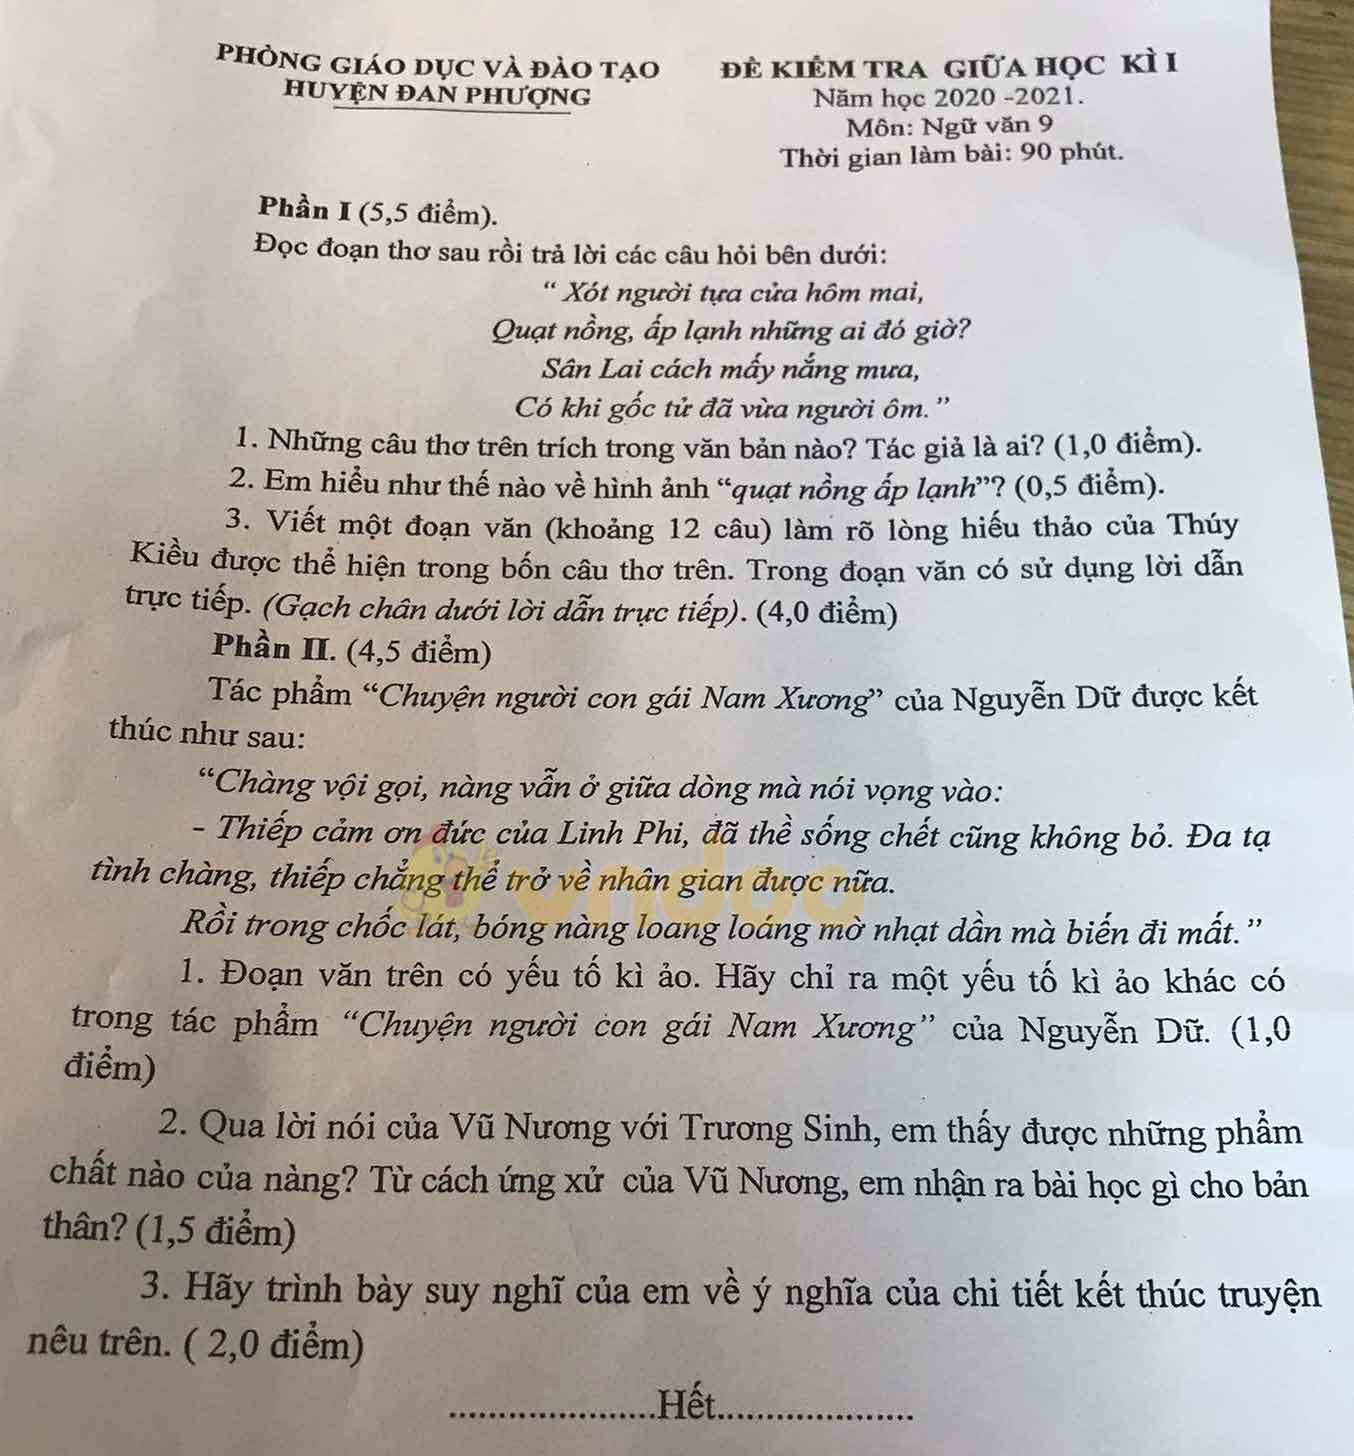 PHÒNG GIÁO DỤC VÀ ĐÀO TẠO
HUYỆN ĐAN PHƯỢNG
ĐỀ KIỂM TRA GIỮA HỌC KÌ I
Năm học 2020 -2021.
Môn: Ngữ văn 9
Thời gian làm bài: 90 phút.
Phần I (5,5 điểm).
Đọc đoạn thơ sau rồi trả lời các câu hỏi bên dưới:
“ Xót người tựa cửa hôm mai,
Quạt nồng, ấp lạnh những ai đó giờ?
Sân Lai cách mấy nắng mưa,
Có khi gốc tử đã vừa người ôm.”
1. Những câu thơ trên trích trong văn bản nào? Tác giả là ai? (1,0 điểm).
2. Em hiểu như thế nào về hình ảnh “quạt nồng ấp lạnh”? (0,5 điểm).
3. Viết một đoạn văn (khoảng 12 câu) làm rõ lòng hiếu thảo của Thúy
Kiều được thể hiện trong bốn câu thơ trên. Trong đoạn văn có sử dụng lời dẫn
trực tiếp. (Gạch chân dưới lời dẫn trực tiếp). (4,0 điểm)
Phần II. (4,5 điểm)
Tác phẩm “Chuyện người con gái Nam Xương” của Nguyễn Dữ được kết
thúc như sau:
“Chàng vội gọi, nàng vẫn ở giữa dòng mà nói vọng vào:
- Thiếp cảm ơn đức của Linh Phi, đã thề sống chết cũng không bỏ. Đa tạ
tình chàng, thiếp chẳng thể trở về nhân gian được nữa.
Rồi trong chốc lát, bóng nàng loang loáng mờ nhạt dần mà biến đi mất.”
1. Đoạn văn trên có yếu tố kì ảo. Hãy chỉ ra một yếu tố kì ảo khác có
trong tác phẩm “Chuyện người con gái Nam Xương” của Nguyễn Dữ. (1,0
điểm)
2. Qua lời nói của Vũ Nương với Trương Sinh, em thấy được những phẩm
chất nào của nàng? Từ cách ứng xử của Vũ Nương, em nhận ra bài học gì cho bản
thân? (1,5 điểm)
3. Hãy trình bày suy nghĩ của em về ý nghĩa của chi tiết kết thúc truyện
nêu trên. ( 2,0 điểm)
.....................Hết....................
vndoc